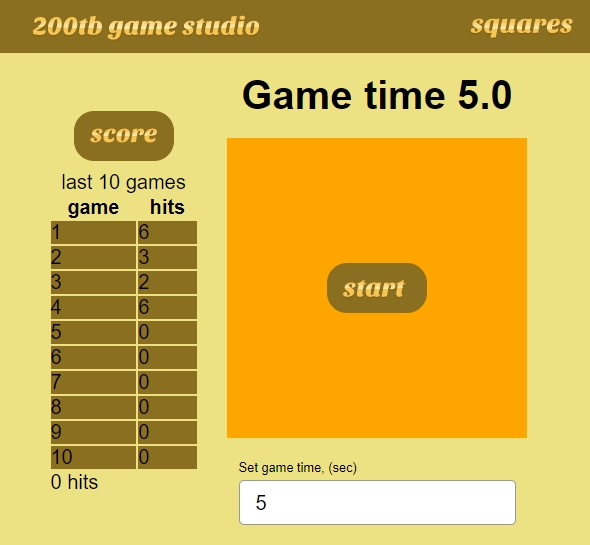 200tb game studio
squares
Game time 5.0
score
last 10 games
game hits
1 6
2 3
3 2
4 6
5 0
6 0
7 0
8 0
9 0
10 0
0 hits
start
Set game time, (sec)
5